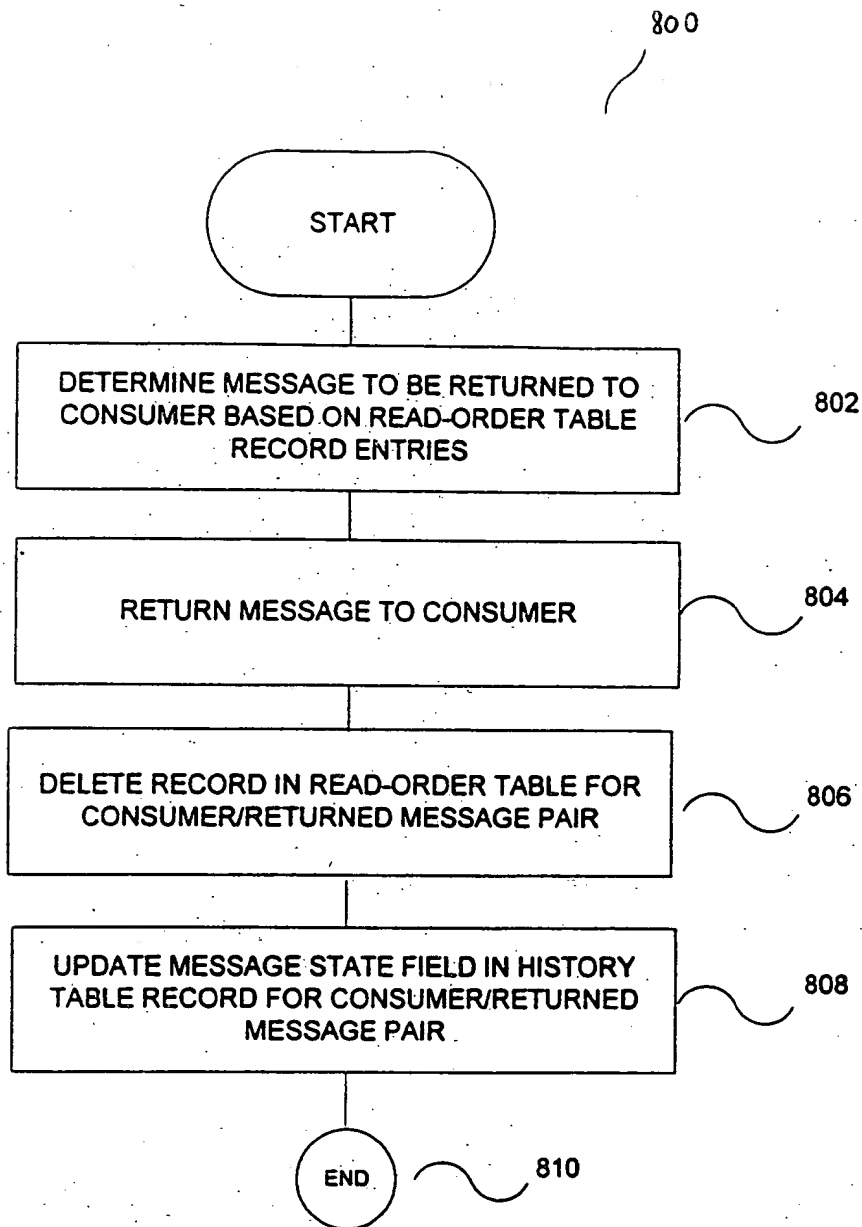 800
START
DETERMINE MESSAGE TO BE RETURNED TO
CONSUMER BASED ON READ-ORDER TABLE
RECORD ENTRIES
802
RETURN MESSAGE TO CONSUMER
804
DELETE RECORD IN READ-ORDER TABLE FOR
CONSUMER/RETURNED MESSAGE PAIR
806
UPDATE MESSAGE STATE FIELD IN HISTORY
TABLE RECORD FOR CONSUMER/RETURNED
MESSAGE PAIR
808
END
810